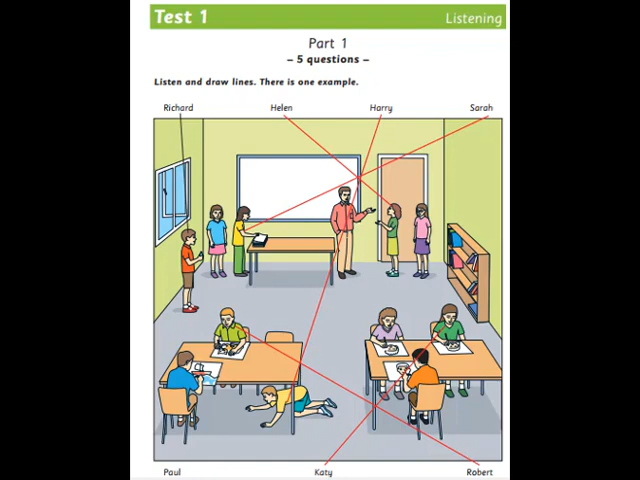 Test 1 Listening
Part 1
– 5 questions –
Listen and draw lines. There is one example.
Richard Helen Harry Sarah
Paul Katy Robert